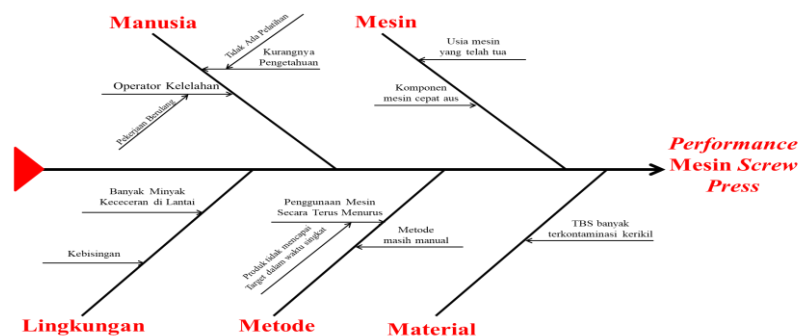 Manusia
Tidak Ada Pelatihan
Kurangnya
Pengetahuan
Operator Kelelahan
Pekerjaan Berulang
Mesin
Usia mesin
yang telah tua
Komponen
mesin cepat aus
Performance
Mesin Screw
Press
Banyak Minyak
Kececeran di Lantai
Kebisingan
Lingkungan
Penggunaan Mesin
Secara Terus Menurus
Produk tidak mencapai
Target dalam waktu singkat
Metode
masih manual
Metode
TBS banyak
terkontaminasi kerikil
Material